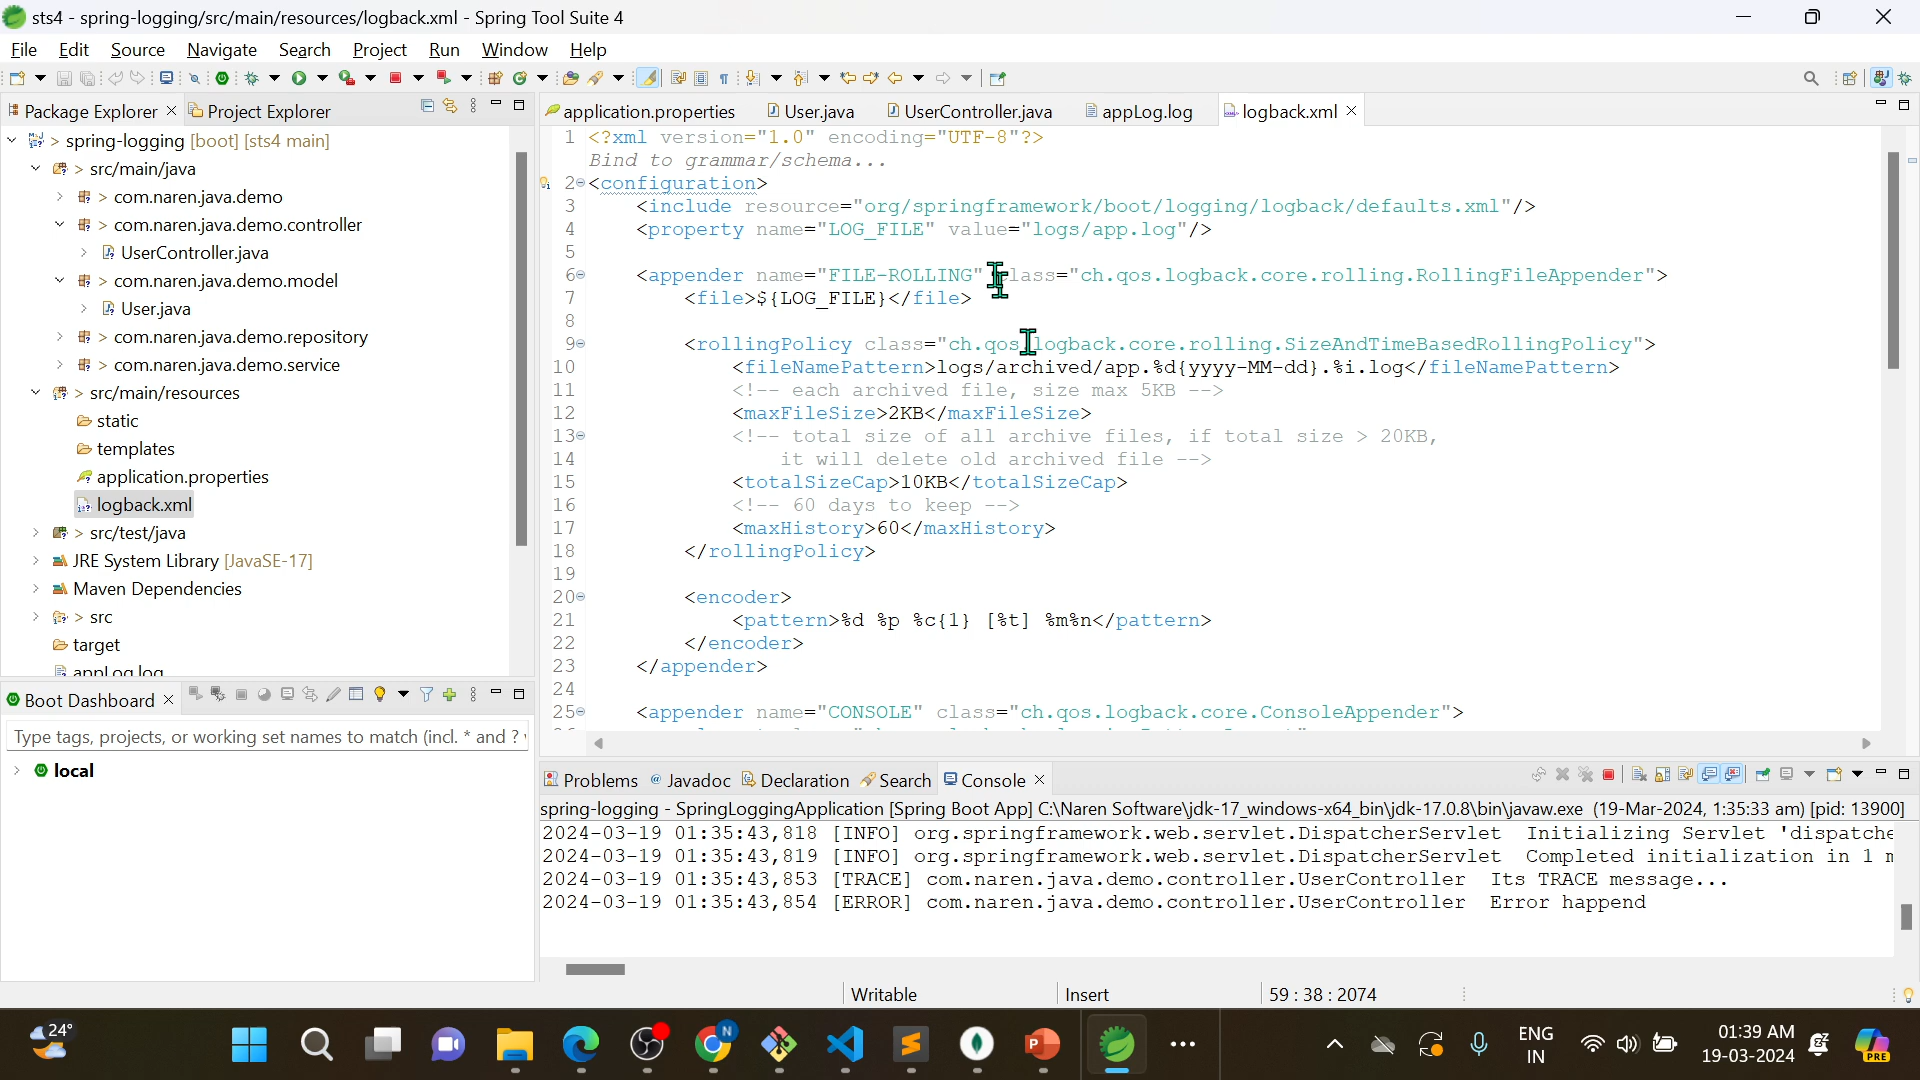 sts4 - spring-logging/src/main/resources/logback.xml - Spring Tool Suite 4
File Edit Source Navigate Search Project Run Window Help
Package Explorer Project Explorer
> spring-logging [boot] [sts4 main]
> src/main/java
> com.naren.java.demo
> com.naren.java.demo.controller
UserController.java
> com.naren.java.demo.model
User.java
> com.naren.java.demo.repository
> com.naren.java.demo.service
> src/main/resources
static
templates
application.properties
logback.xml
> src/test/java
JRE System Library [JavaSE-17]
Maven Dependencies
> src
target
appLog.log
Boot Dashboard
Type tags, projects, or working set names to match (incl. * and ?
local
application.properties User.java UserController.java appLog.log logback.xml
1 <?xml version="1.0" encoding="UTF-8"?>
Bind to grammar/schema...
2 <configuration>
3 <include resource="org/springframework/boot/logging/logback/defaults.xml"/>
4 <property name="LOG_FILE" value="logs/app.log"/>
5
6 <appender name="FILE-ROLLING" class="ch.qos.logback.core.rolling.RollingFileAppender">
7 <file>${LOG_FILE}</file>
8
9 <rollingPolicy class="ch.qos.logback.core.rolling.SizeAndTimeBasedRollingPolicy">
10 <fileNamePattern>logs/archived/app.%d{yyyy-MM-dd}.%i.log</fileNamePattern>
11 <!-- each archived file, size max 5KB -->
12 <maxFileSize>2KB</maxFileSize>
13 <!-- total size of all archive files, if total size > 20KB,
14 it will delete old archived file -->
15 <totalSizeCap>10KB</totalSizeCap>
16 <!-- 60 days to keep -->
17 <maxHistory>60</maxHistory>
18 </rollingPolicy>
19
20 <encoder>
21 <pattern>%d %p %c{1} [%t] %m%n</pattern>
22 </encoder>
23 </appender>
24
25 <appender name="CONSOLE" class="ch.qos.logback.core.ConsoleAppender">
Problems Javadoc Declaration Search Console
spring-logging - SpringLoggingApplication [Spring Boot App] C:\Naren Software\jdk-17_windows-x64_bin\jdk-17.0.8\bin\javaw.exe (19-Mar-2024, 1:35:33 am) [pid: 13900]
2024-03-19 01:35:43,818 [INFO] org.springframework.web.servlet.DispatcherServlet Initializing Servlet 'dispatche
2024-03-19 01:35:43,819 [INFO] org.springframework.web.servlet.DispatcherServlet Completed initialization in 1 m
2024-03-19 01:35:43,853 [TRACE] com.naren.java.demo.controller.UserController Its TRACE message...
2024-03-19 01:35:43,854 [ERROR] com.naren.java.demo.controller.UserController Error happend
Writable Insert 59 : 38 : 2074
24°
ENG
IN
01:39 AM
19-03-2024
PRE